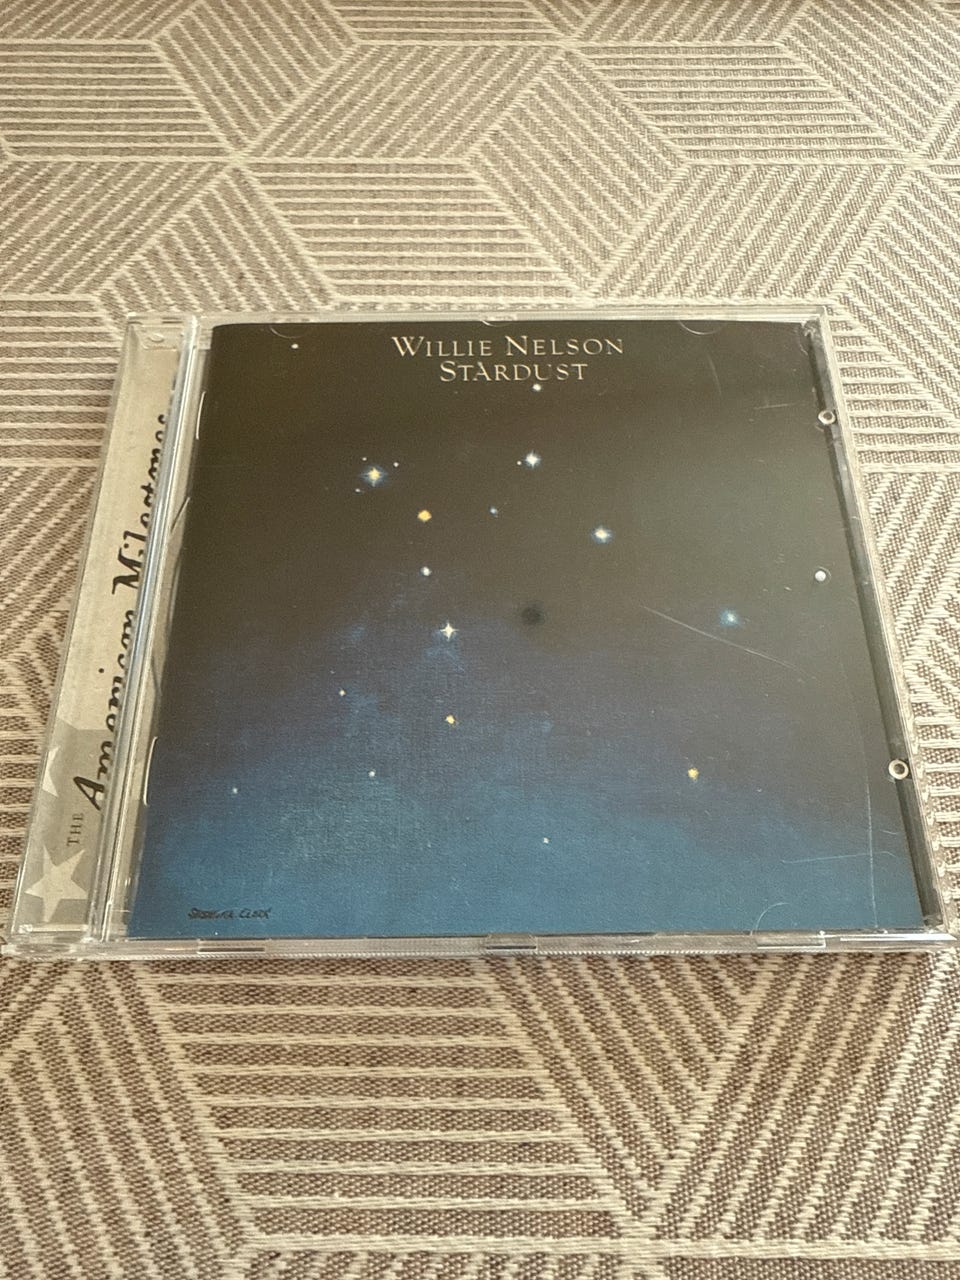 WILLIE NELSON
STARDUST
THE American Milestones